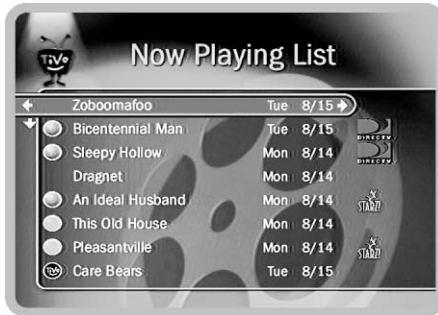 TiVo
Now Playing List
Zoboomafoo Tue 8/15
Bicentennial Man Tue 8/15 DIRECTV
Sleepy Hollow Mon 8/14 DIRECTV
Dragnet Mon 8/14
An Ideal Husband Mon 8/14 STARZ!
This Old House Mon 8/14
Pleasantville Mon 8/14 STARZ!
TiVo Care Bears Tue 8/15